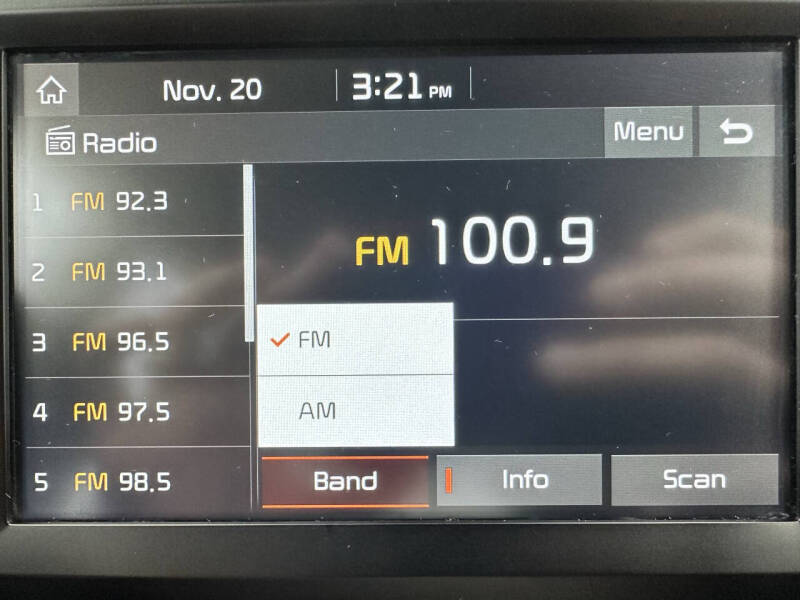 Nov. 20 3:21 PM
Radio Menu
1 FM 92.3
2 FM 93.1
3 FM 96.5
4 FM 97.5
5 FM 98.5
FM 100.9
FM
AM
Band Info Scan